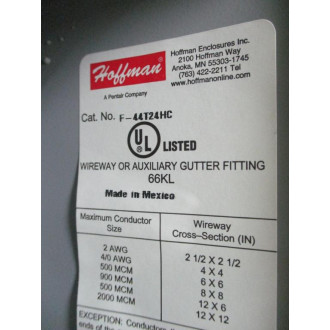 Hoffman
A Pentair Company
Hoffman Enclosures Inc.
2100 Hoffman Way
Anoka, MN 55303-1745
(763) 422-2211 Tel
www.hoffmanonline.com
Cat. No. F-44T24HC
UL LISTED
WIREWAY OR AUXILIARY GUTTER FITTING
66KL
Made in Mexico
Maximum Conductor Size
Wireway Cross-Section (IN)
2 AWG 2 1/2 X 2 1/2
4/0 AWG 4 X 4
500 MCM 6 X 6
900 MCM 8 X 8
500 MCM 12 X 6
2000 MCM 12 X 12
EXCEPTION: Conductors
ends of the